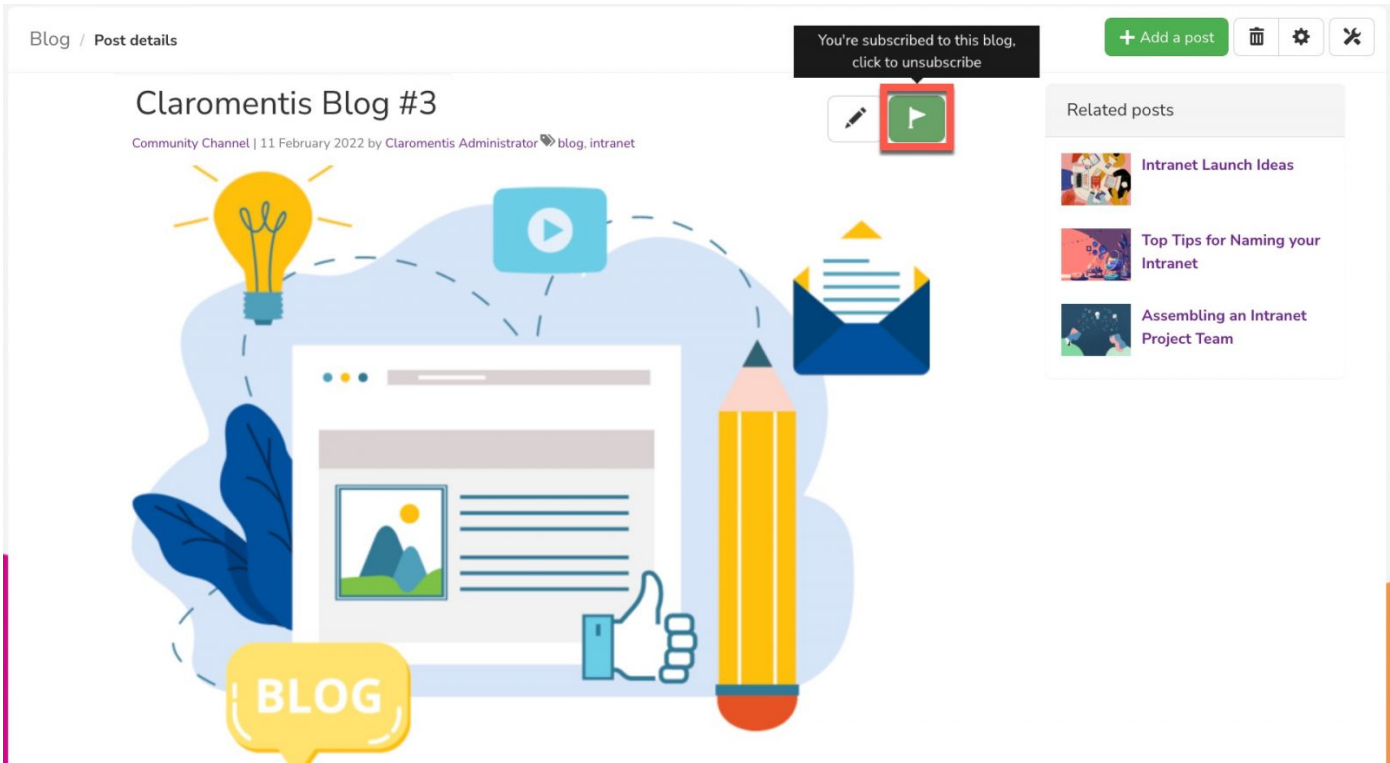 Blog / Post details
You're subscribed to this blog,
click to unsubscribe
+ Add a post
Claromentis Blog #3
Community Channel | 11 February 2022 by Claromentis Administrator blog, intranet
Related posts
Intranet Launch Ideas
Top Tips for Naming your
Intranet
Assembling an Intranet
Project Team
BLOG